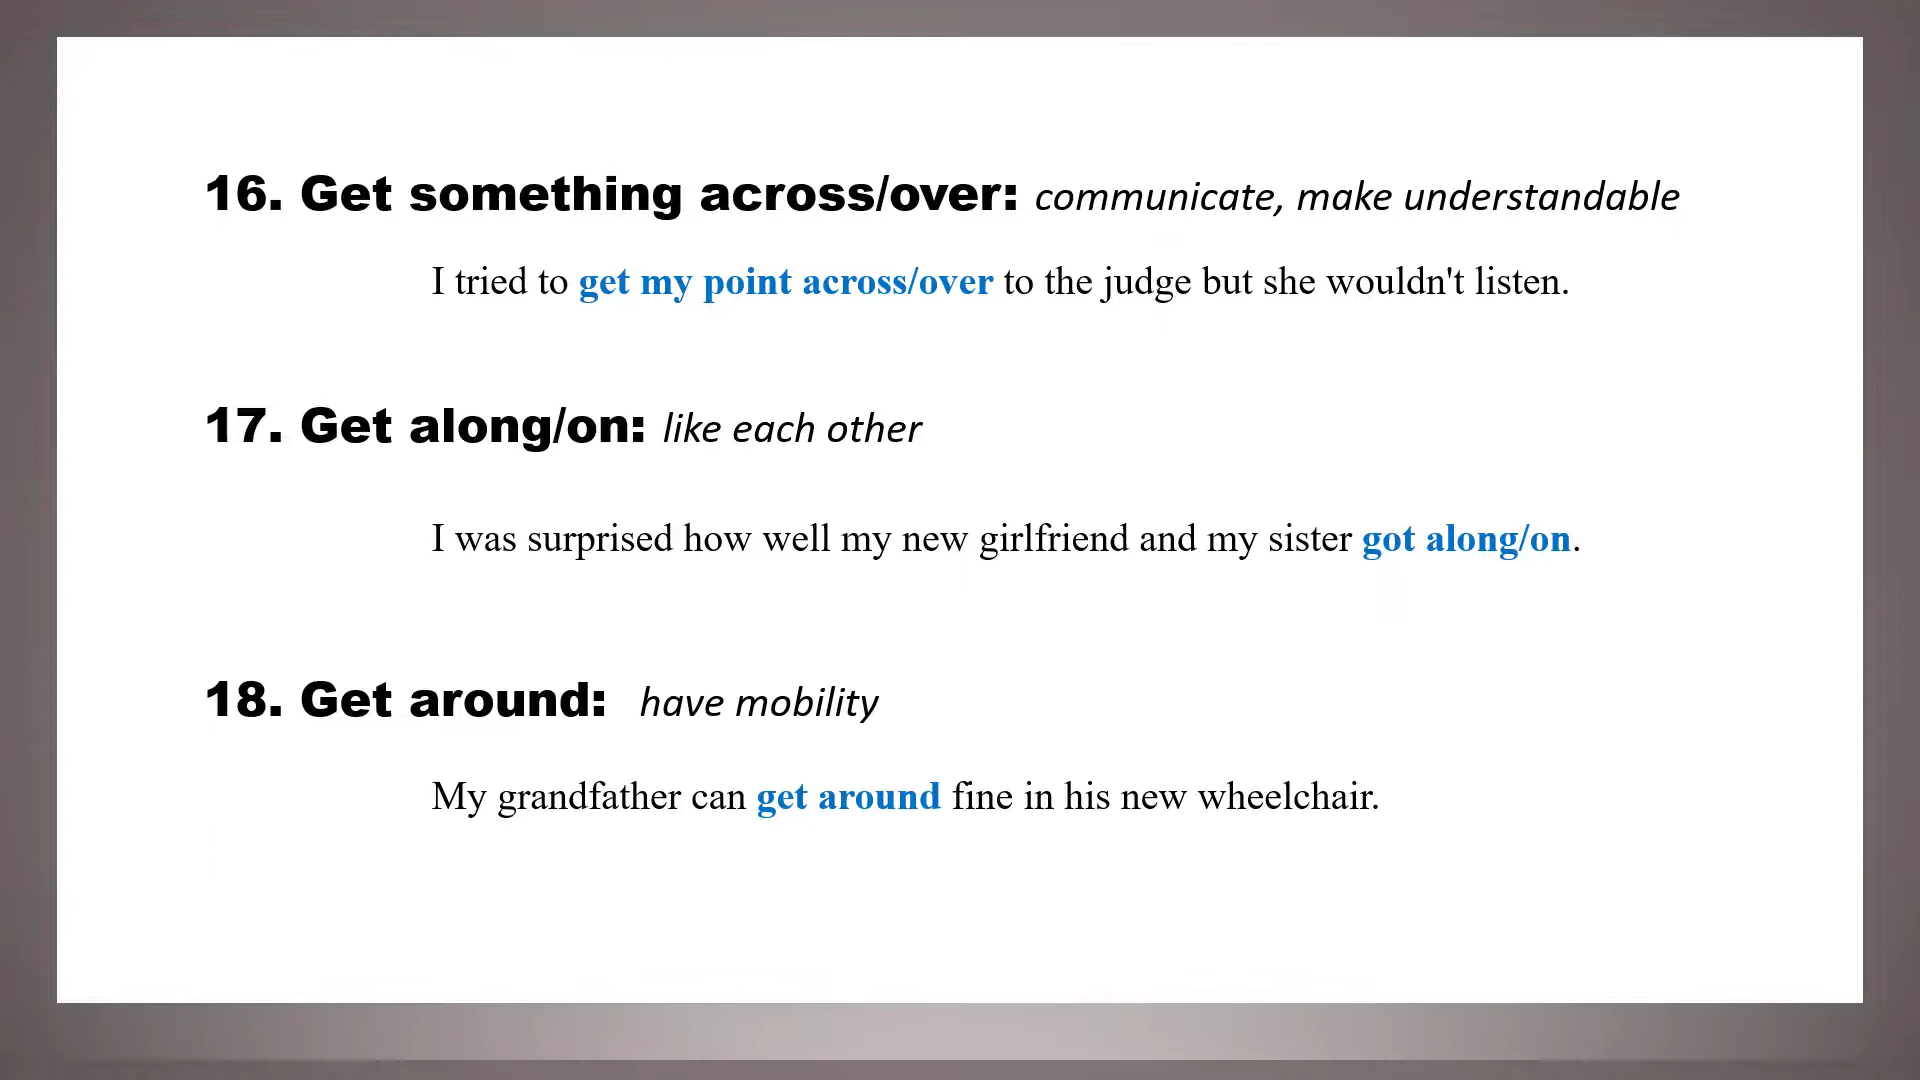 16. Get something across/over: communicate, make understandable
I tried to get my point across/over to the judge but she wouldn't listen.
17. Get along/on: like each other
I was surprised how well my new girlfriend and my sister got along/on.
18. Get around: have mobility
My grandfather can get around fine in his new wheelchair.